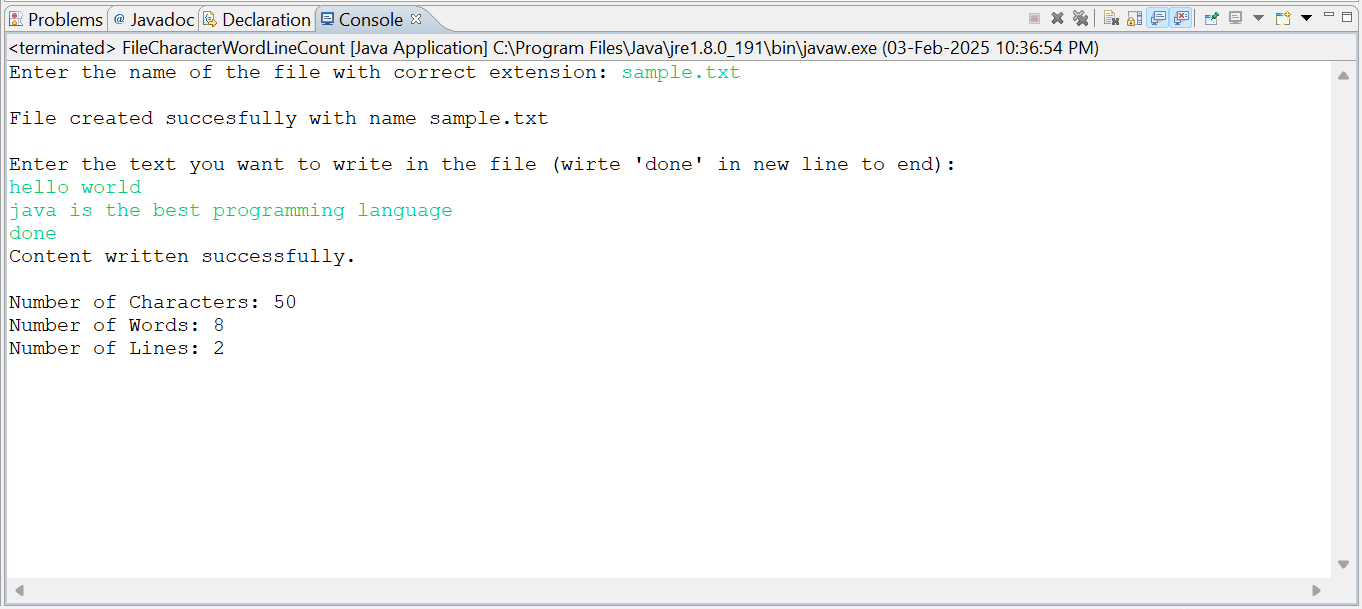 Problems @ Javadoc Declaration Console
<terminated> FileCharacterWordLineCount [Java Application] C:\Program Files\Java\jre1.8.0_191\bin\javaw.exe (03-Feb-2025 10:36:54 PM)
Enter the name of the file with correct extension: sample.txt
File created succesfully with name sample.txt
Enter the text you want to write in the file (wirte 'done' in new line to end):
hello world
java is the best programming language
done
Content written successfully.
Number of Characters: 50
Number of Words: 8
Number of Lines: 2